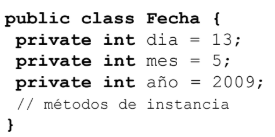 public class Fecha {
private int dia = 13;
private int mes = 5;
private int año = 2009;
// métodos de instancia
}